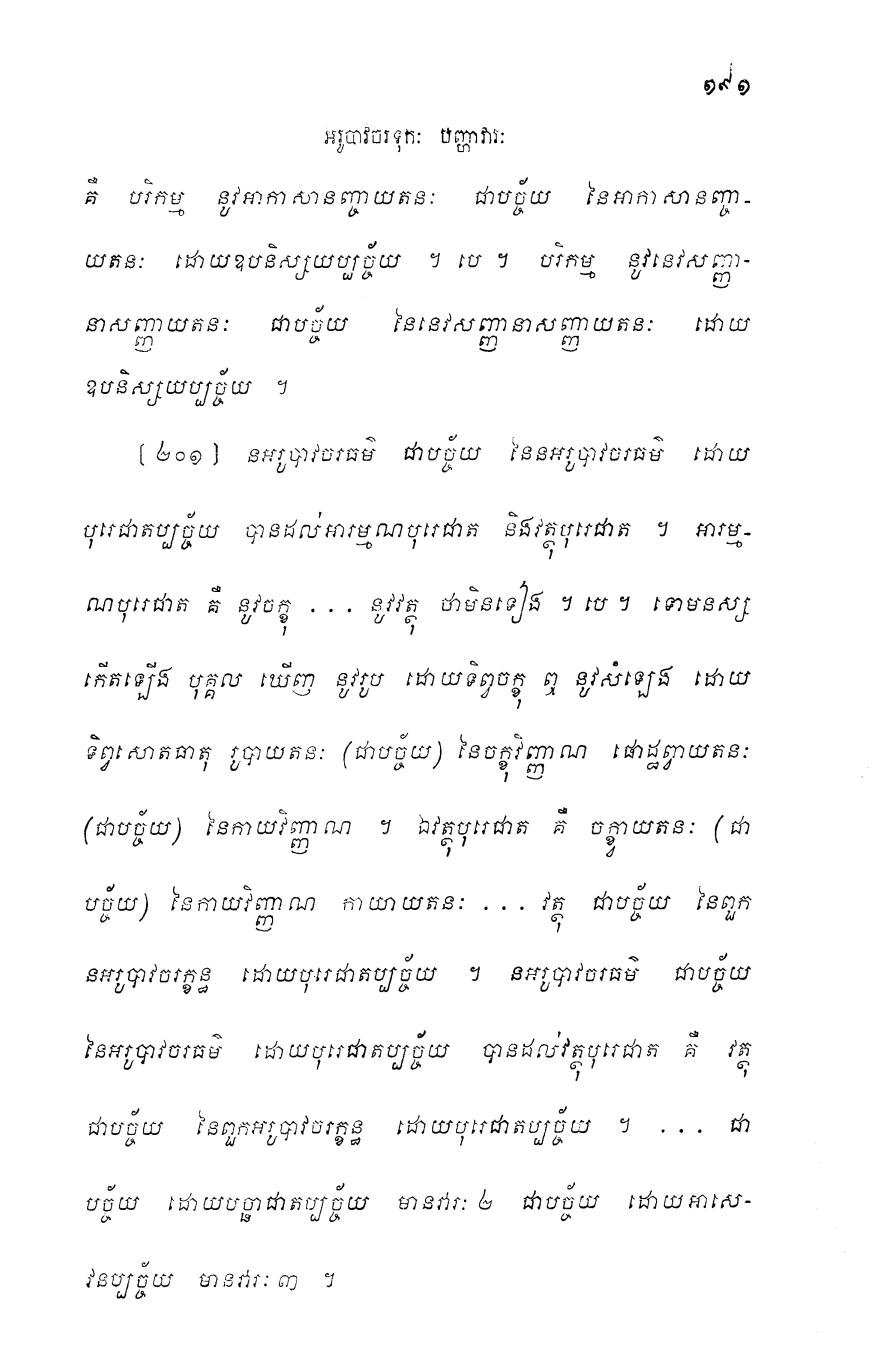 ១៩១
អរូបាវចរទុកៈ បញ្ហាវារៈ
គឺ បរិកម្ម នូវអាកាសានញ្ចាយតនៈ ជាបច្ច័យ នៃអាកាសានញ្ចា-
យតនៈ ដោយឧបនិស្សយប្បច្ច័យ ។ បេ ។ បរិកម្ម នូវនេវសញ្ញា-
នាសញ្ញាយតនៈ ជាបច្ច័យ នៃនេវសញ្ញានាសញ្ញាយតនៈ ដោយ
ឧបនិស្សយប្បច្ច័យ ។
[២០១] នអរូបាវចរធម៌ ជាបច្ច័យ នៃនអរូបាវចរធម៌ ដោយ
បុរេជាតប្បច្ច័យ បានដល់អារម្មណបុរេជាត និងវត្ថុបុរេជាត ។ អារម្ម-
ណបុរេជាត គឺ នូវចក្ខុ ... នូវវត្ថុ ថាមិនទៀង ។ បេ ។ ទោមនស្ស
កើតឡើង បុគ្គល ឃើញ នូវរូប ដោយទិព្វចក្ខុ ឮ នូវសំឡេង ដោយ
ទិព្វសោតធាតុ រូបាយតនៈ (ជាបច្ច័យ) នៃចក្ខុវិញ្ញាណ ផោដ្ឋព្វាយតនៈ
(ជាបច្ច័យ) នៃកាយវិញ្ញាណ ។ ឯវត្ថុបុរេជាត គឺ ចក្ខ្វាយតនៈ (ជា
បច្ច័យ) នៃកាយវិញ្ញាណ កាយាយតនៈ ... វត្ថុ ជាបច្ច័យ នៃពួក
នអរូបាវចរក្ខន្ធ ដោយបុរេជាតប្បច្ច័យ ។ នអរូបាវចរធម៌ ជាបច្ច័យ
នៃអរូបាវចរធម៌ ដោយបុរេជាតប្បច្ច័យ បានដល់វត្ថុបុរេជាត គឺ វត្ថុ
ជាបច្ច័យ នៃពួកអរូបាវចរក្ខន្ធ ដោយបុរេជាតប្បច្ច័យ ។ ... ជា
បច្ច័យ ដោយបច្ឆាជាតប្បច្ច័យ មានវារៈ ២ ជាបច្ច័យ ដោយអាសេ-
វនប្បច្ច័យ មានវារៈ ៣ ។